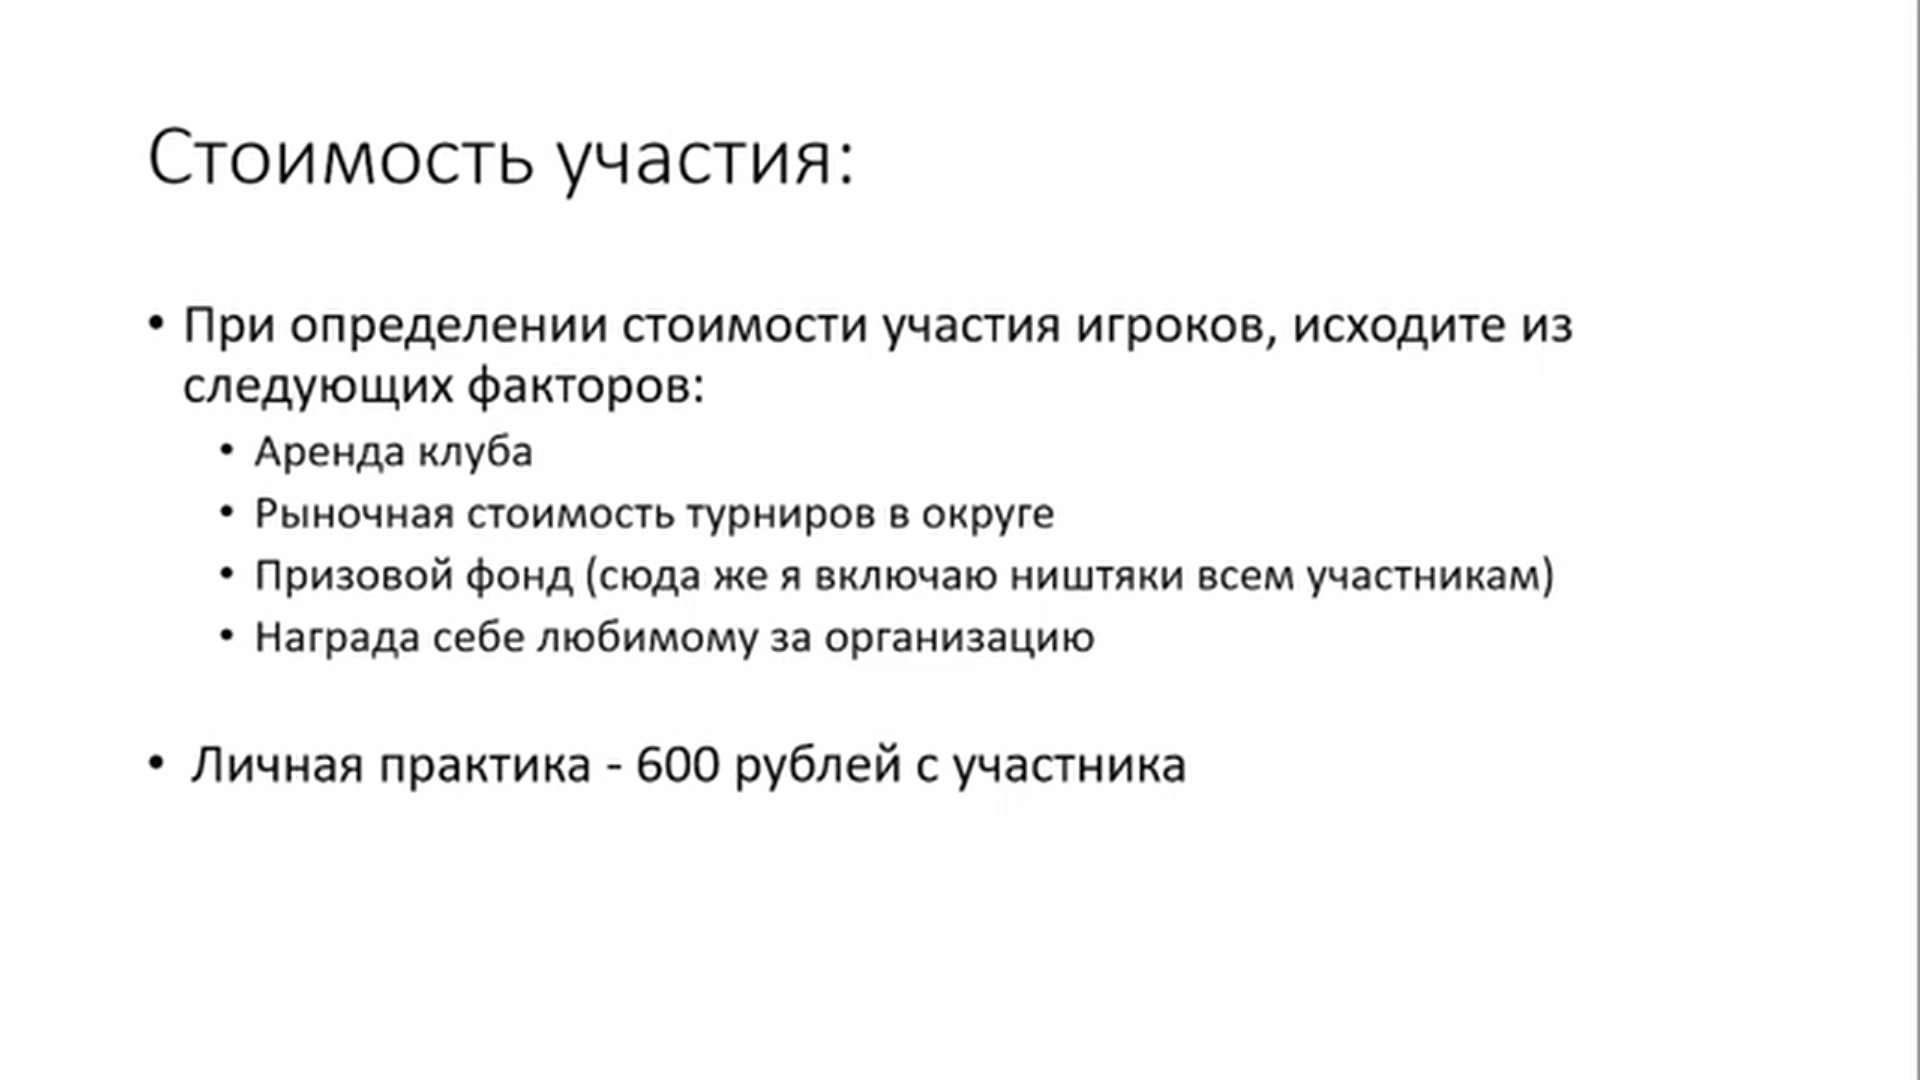 Стоимость участия:
• При определении стоимости участия игроков, исходите из
следующих факторов:
• Аренда клуба
• Рыночная стоимость турниров в округе
• Призовой фонд (сюда же я включаю ништяки всем участникам)
• Награда себе любимому за организацию
• Личная практика - 600 рублей с участника